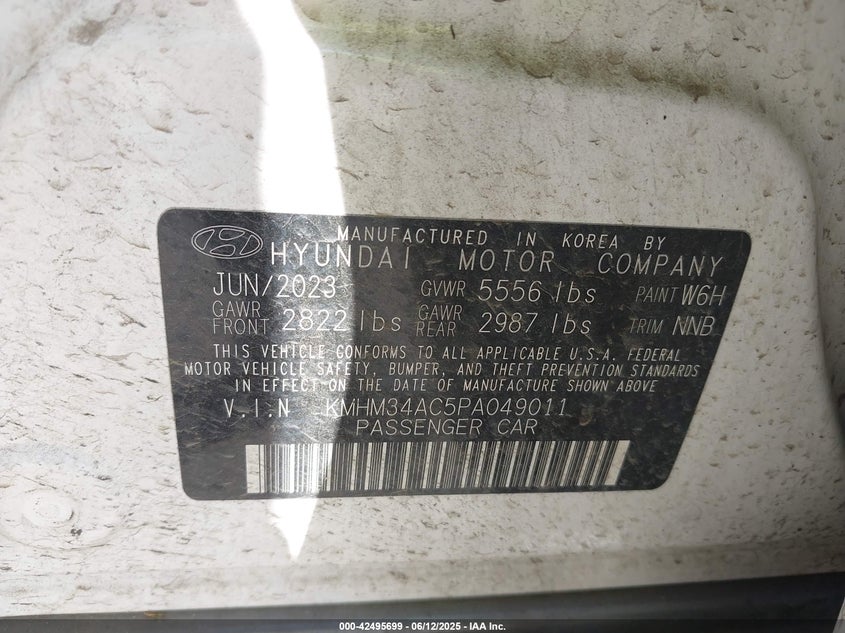 MANUFACTURED IN KOREA BY
HYUNDAI MOTOR COMPANY
JUN/2023 GVWR 5556 lbs PAINT W6H
GAWR FRONT 2822 lbs GAWR REAR 2987 lbs TRIM NNB
THIS VEHICLE CONFORMS TO ALL APPLICABLE U.S.A. FEDERAL
MOTOR VEHICLE SAFETY, BUMPER, AND THEFT PREVENTION STANDARDS
IN EFFECT ON THE DATE OF MANUFACTURE SHOWN ABOVE
V.I.N KMHM34AC5PA049011
PASSENGER CAR
000-42495699 - 06/12/2025 - IAA Inc.